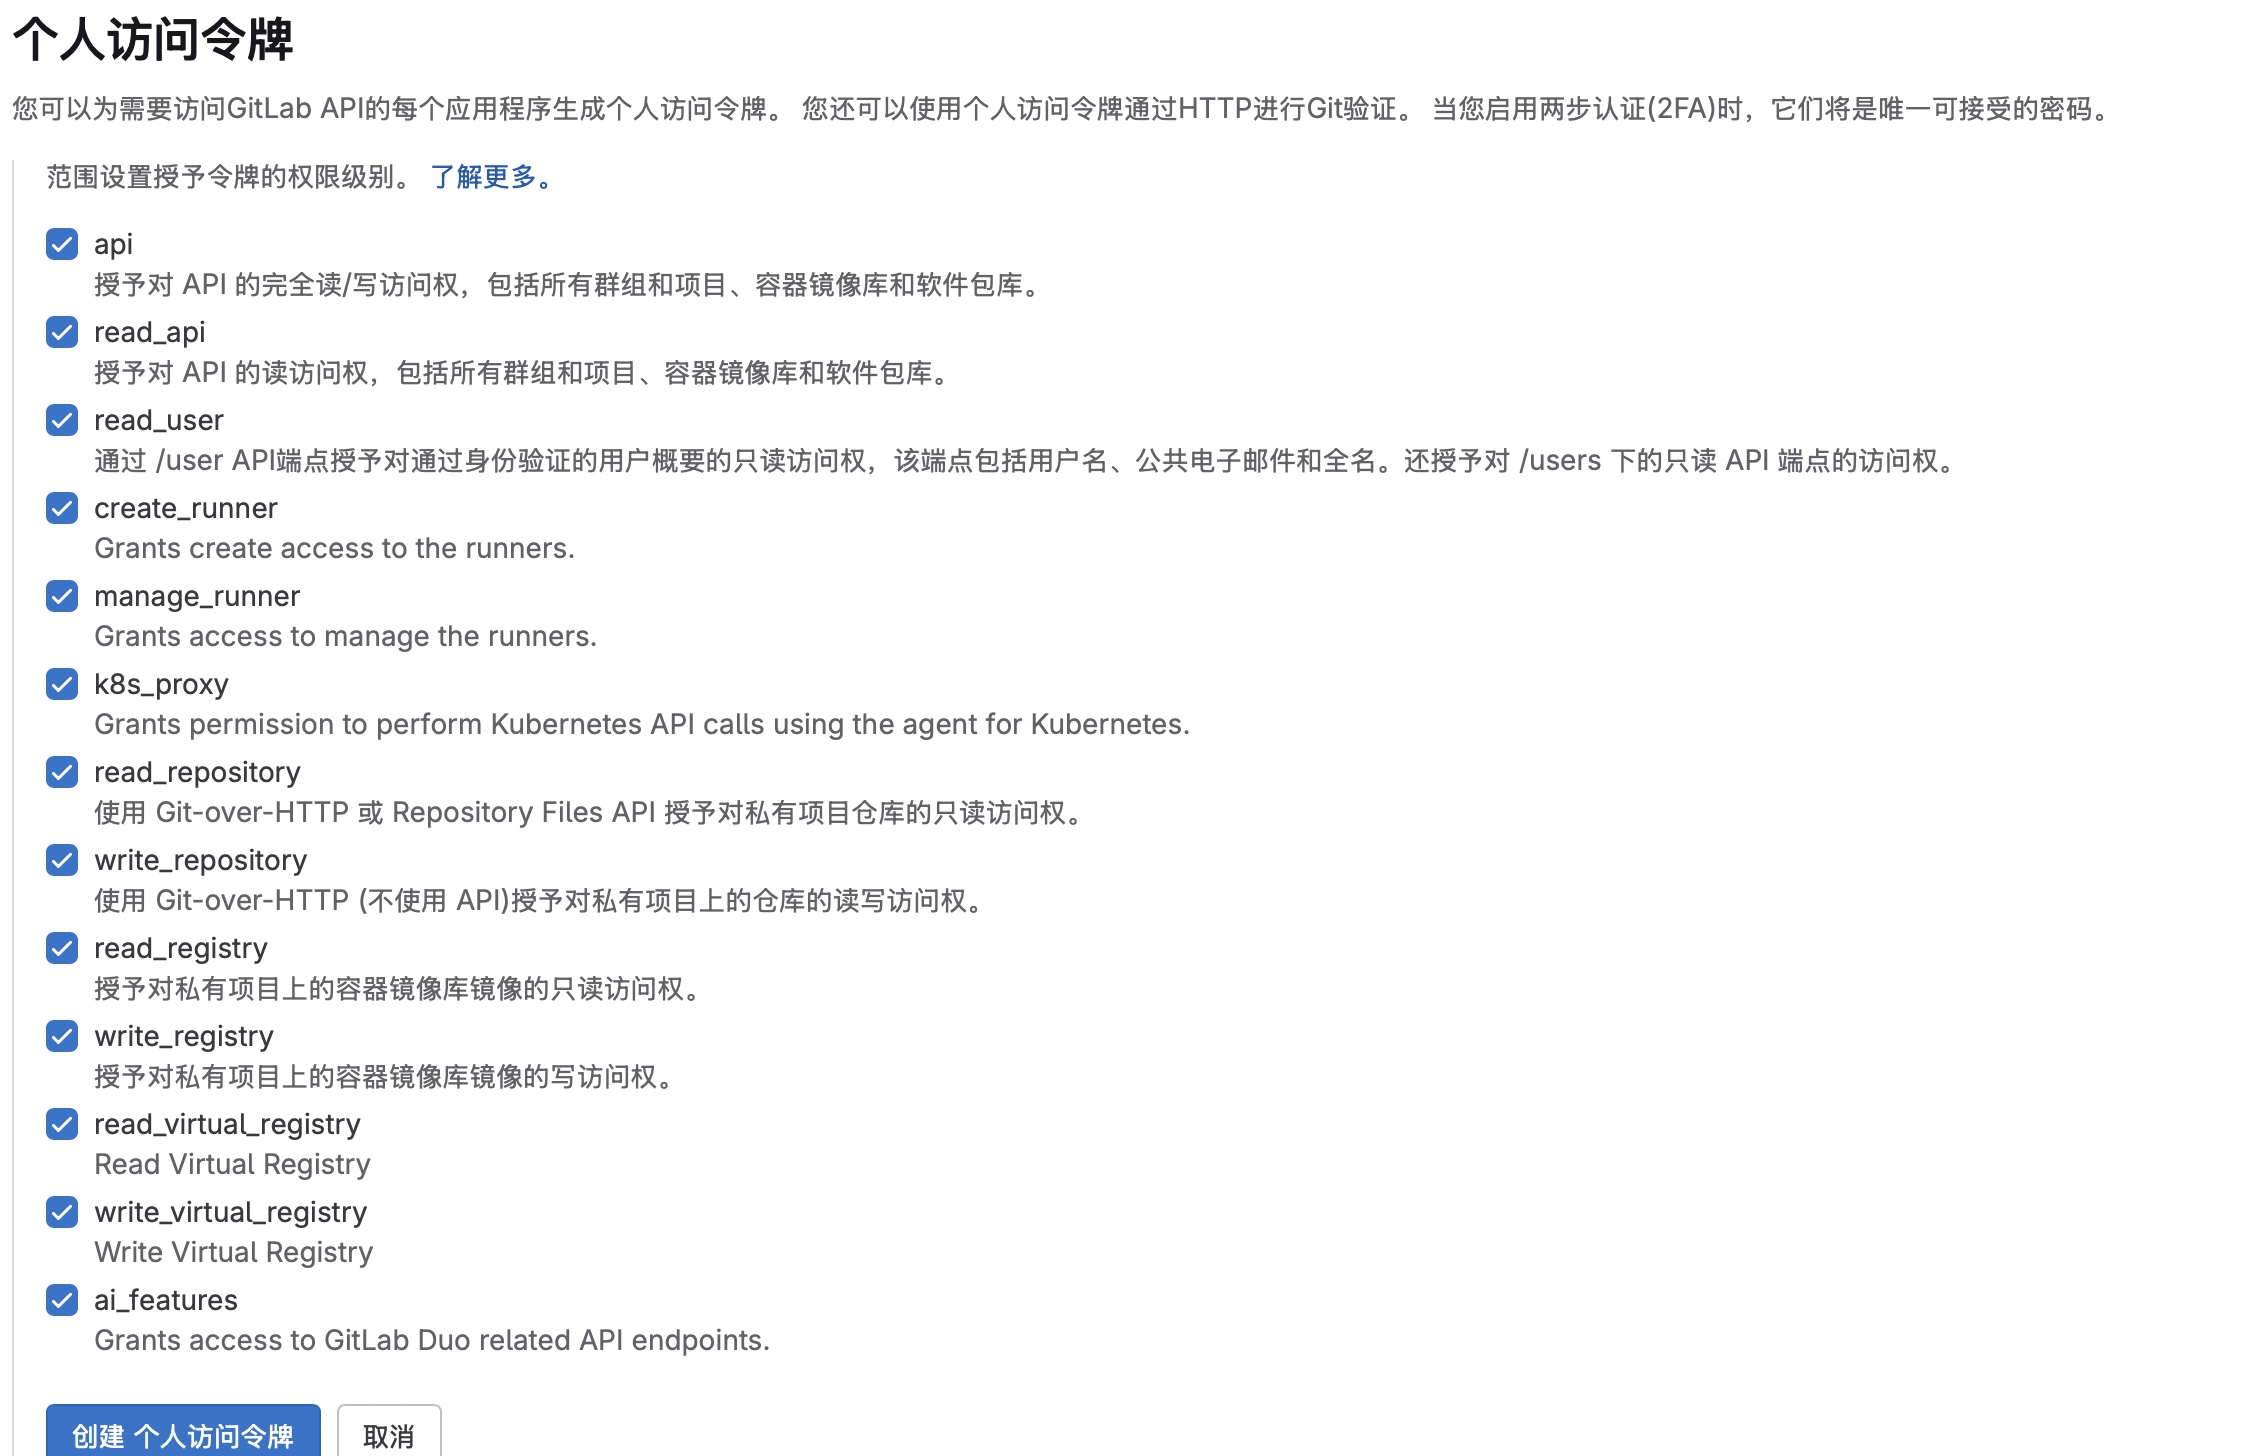 个人访问令牌
您可以为需要访问GitLab API的每个应用程序生成个人访问令牌。 您还可以使用个人访问令牌通过HTTP进行Git验证。 当您启用两步认证(2FA)时，它们将是唯一可接受的密码。
范围设置授予令牌的权限级别。 了解更多。
api
授予对 API 的完全读/写访问权，包括所有群组和项目、容器镜像库和软件包库。
read_api
授予对 API 的读访问权，包括所有群组和项目、容器镜像库和软件包库。
read_user
通过 /user API端点授予对通过身份验证的用户概要的只读访问权，该端点包括用户名、公共电子邮件和全名。还授予对 /users 下的只读 API 端点的访问权。
create_runner
Grants create access to the runners.
manage_runner
Grants access to manage the runners.
k8s_proxy
Grants permission to perform Kubernetes API calls using the agent for Kubernetes.
read_repository
使用 Git-over-HTTP 或 Repository Files API 授予对私有项目仓库的只读访问权。
write_repository
使用 Git-over-HTTP (不使用 API)授予对私有项目上的仓库的读写访问权。
read_registry
授予对私有项目上的容器镜像库镜像的只读访问权。
write_registry
授予对私有项目上的容器镜像库镜像的写访问权。
read_virtual_registry
Read Virtual Registry
write_virtual_registry
Write Virtual Registry
ai_features
Grants access to GitLab Duo related API endpoints.
创建 个人访问令牌 取消